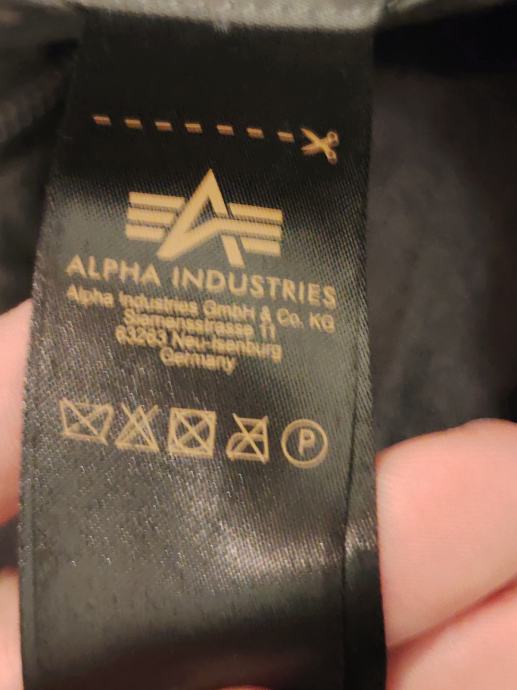 ALPHA INDUSTRIES
Alpha Industries GmbH & Co. KG
Siemensstrasse 11
63263 Neu-Isenburg
Germany
P